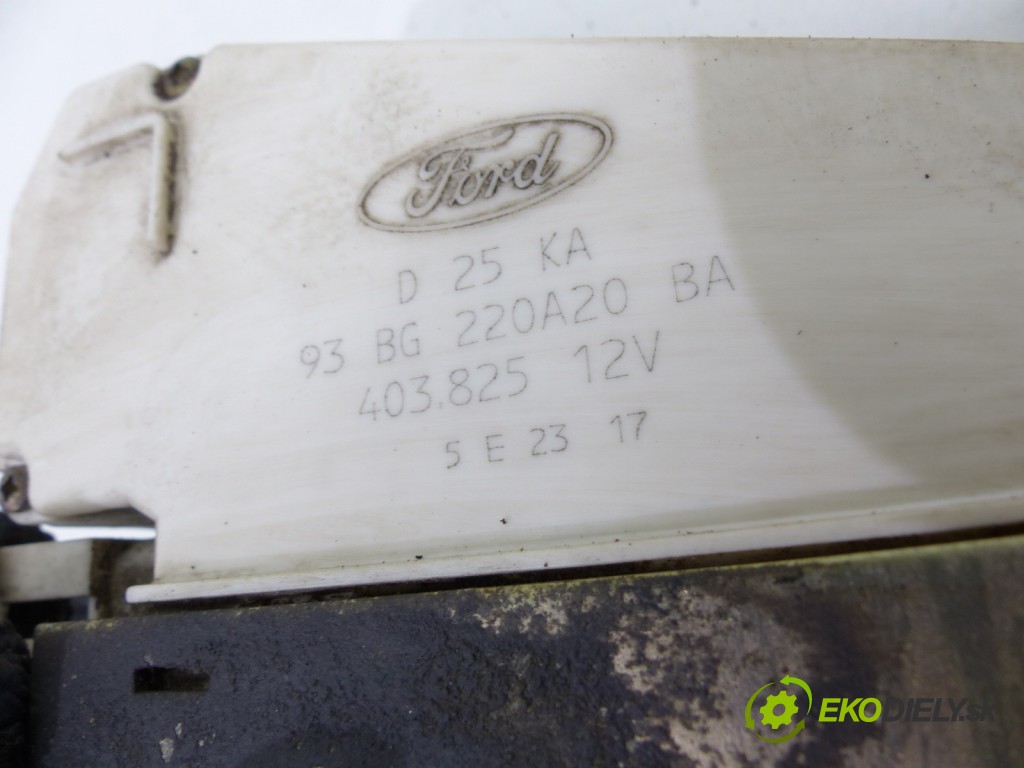 Ford
D 25 KA
93 BG 220A20 BA
403.825 12V
5 E 23 17
EKODIELY.sk